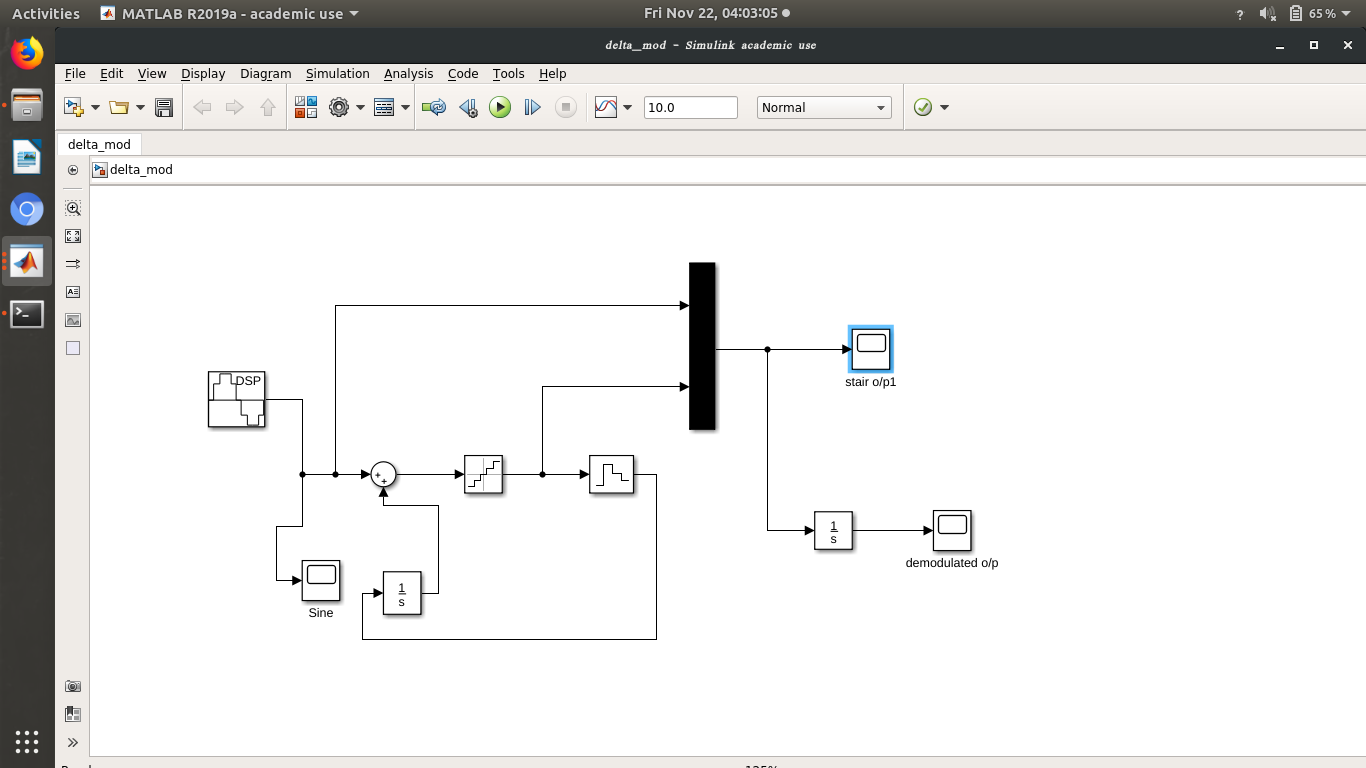 Activities MATLAB R2019a - academic use Fri Nov 22, 04:03:05 ? 65 %
delta_mod - Simulink academic use
File Edit View Display Diagram Simulation Analysis Code Tools Help
10.0 Normal
delta_mod
delta_mod
DSP
stair o/p1
+
+
1
s
demodulated o/p
1
s
Sine
125%